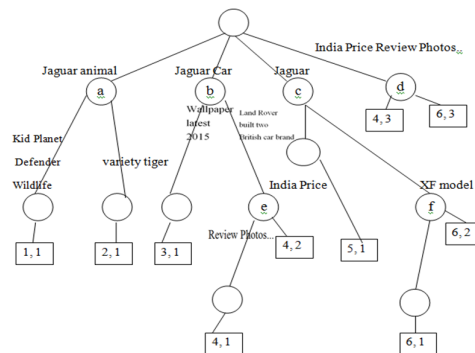 India Price Review Photos..
Jaguar animal
Jaguar Car
Jaguar
a
b
c
d
Wallpaper
latest
2015
Land Rover
built two
British car brand
4, 3
6, 3
Kid Planet
Defender
Wildlife
variety tiger
India Price
XF model
e
f
Review Photos...
1, 1
2, 1
3, 1
4, 2
5, 1
6, 2
4, 1
6, 1